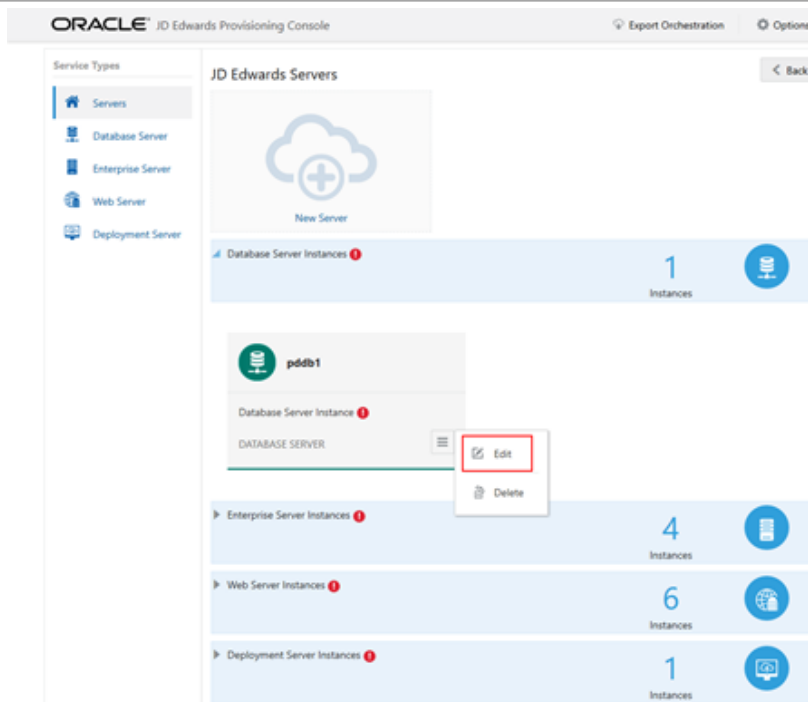 ORACLE® JD Edwards Provisioning Console
Export Orchestration
Options
Service Types
Servers
Database Server
Enterprise Server
Web Server
Deployment Server
JD Edwards Servers
Back
New Server
Database Server Instances
1
Instances
pddb1
Database Server Instance
DATABASE SERVER
Edit
Delete
Enterprise Server Instances
4
Instances
Web Server Instances
6
Instances
Deployment Server Instances
1
Instances